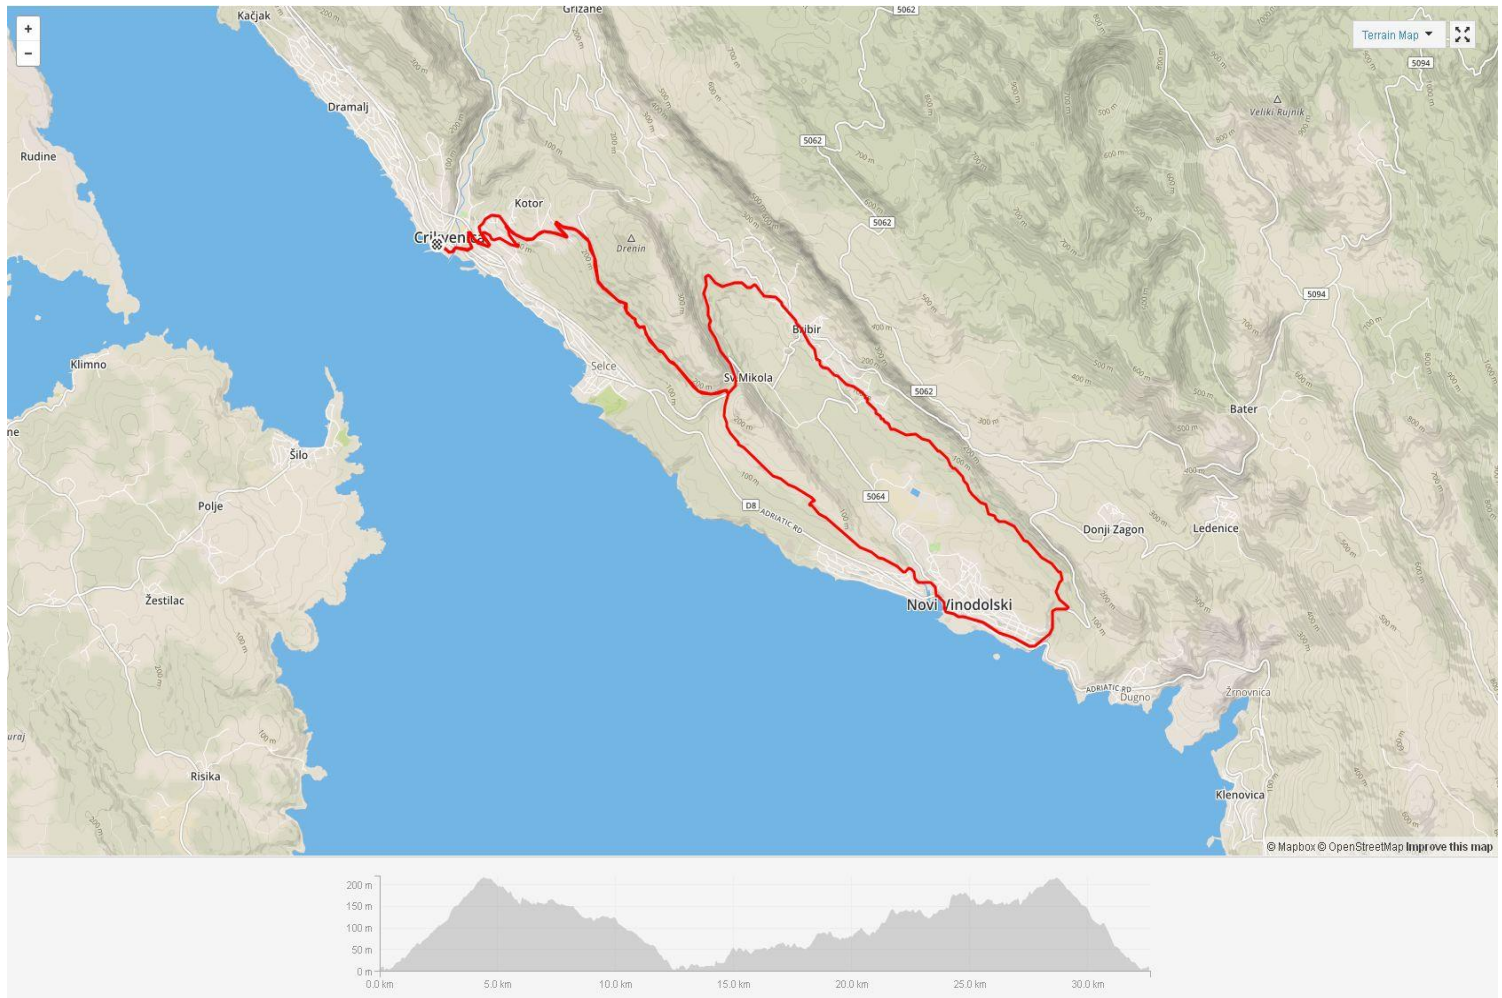 Kačjak
Grižane
5062
+
−
Terrain Map
5094
Dramalj
Veliki Rujnik
5062
Rudine
Kotor
5062
Crikvenica
Drenin
5094
Bribir
Klimno
Selce
Sv.Mikola
5062
Bater
me
Šilo
5064
Polje
D8
ADRIATIC RD
Donji Zagon
Ledenice
Žestilac
Novi Vinodolski
ADRIATIC RD
Dugno
Žrnovnica
uraj
Risika
Klenovica
© Mapbox © OpenStreetMap Improve this map
200 m
150 m
100 m
50 m
0 m
0.0 km 5.0 km 10.0 km 15.0 km 20.0 km 25.0 km 30.0 km